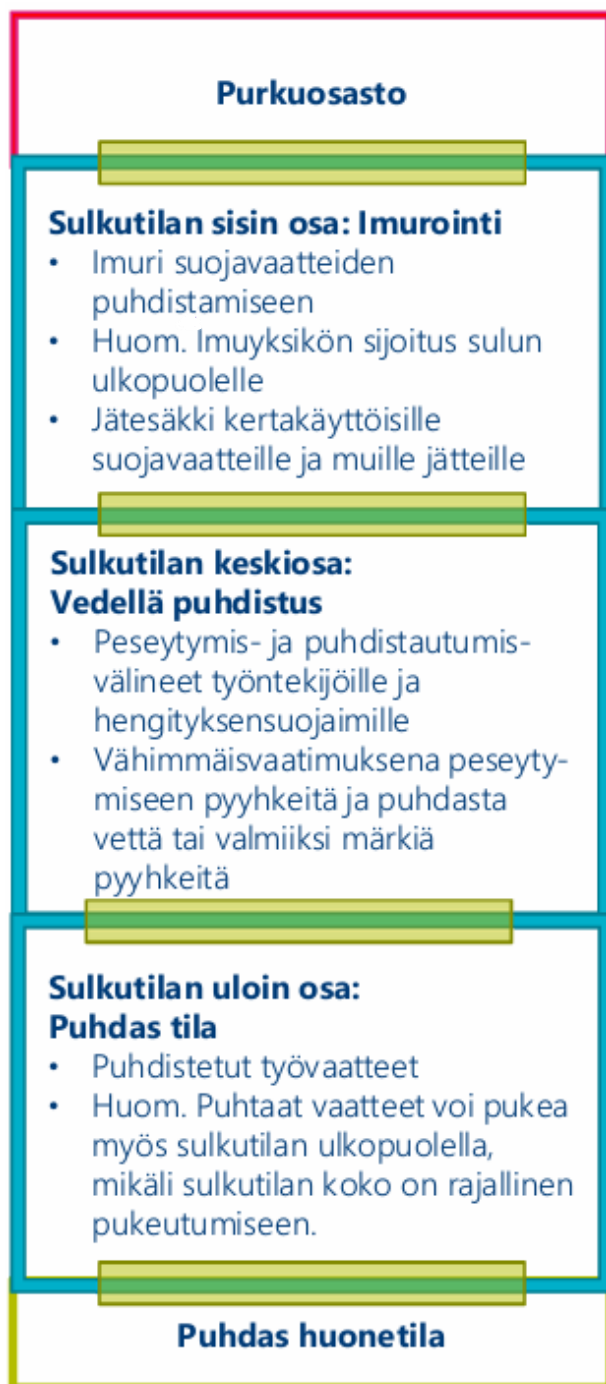 Purkuosasto
Sulkutilan sisin osa: Imurointi
• Imuri suojavaatteiden
puhdistamiseen
• Huom. Imuyksikön sijoitus sulun
ulkopuolelle
• Jätesäkki kertakäyttöisille
suojavaatteille ja muille jätteille
Sulkutilan keskiosa:
Vedellä puhdistus
• Peseytymis- ja puhdistautumis-
välineet työntekijöille ja
hengityksensuojaimille
• Vähimmäisvaatimuksena peseyty-
miseen pyyhkeitä ja puhdasta
vettä tai valmiiksi märkiä
pyyhkeitä
Sulkutilan uloin osa:
Puhdas tila
• Puhdistetut työvaatteet
• Huom. Puhtaat vaatteet voi pukea
myös sulkutilan ulkopuolella,
mikäli sulkutilan koko on rajallinen
pukeutumiseen.
Puhdas huonetila